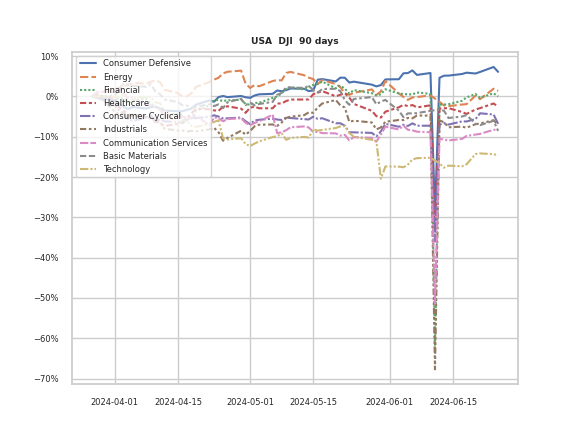 USA DJI 90 days
10%
0%
−10%
−20%
−30%
−40%
−50%
−60%
−70%
Consumer Defensive
Energy
Financial
Healthcare
Consumer Cyclical
Industrials
Communication Services
Basic Materials
Technology
2024-04-01 2024-04-15 2024-05-01 2024-05-15 2024-06-01 2024-06-15